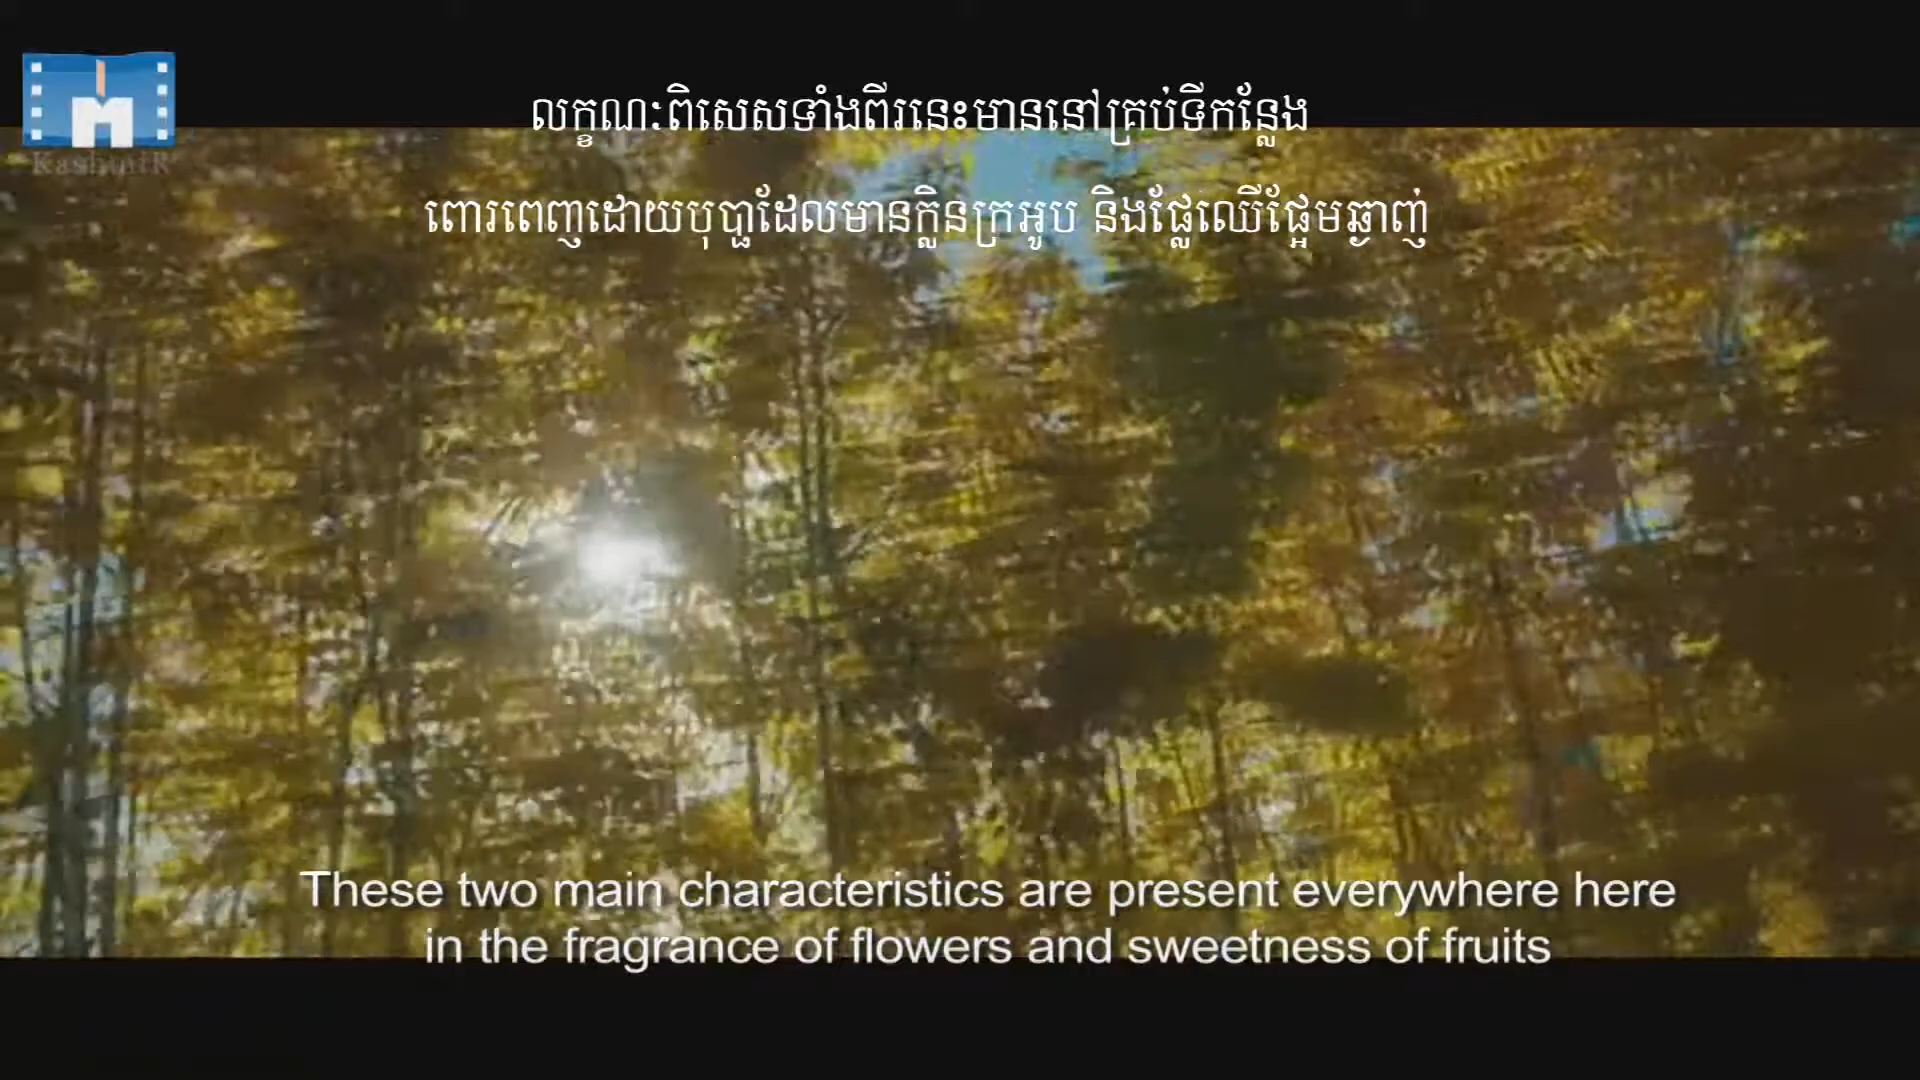 KashmiR
លក្ខណៈពិសេសទាំងពីរនេះមាននៅគ្រប់ទីកន្លែង
ពោរពេញដោយបុប្ផាដែលមានក្លិនក្រអូប និងផ្លែឈើផ្អែមឆ្ងាញ់
These two main characteristics are present everywhere here
in the fragrance of flowers and sweetness of fruits